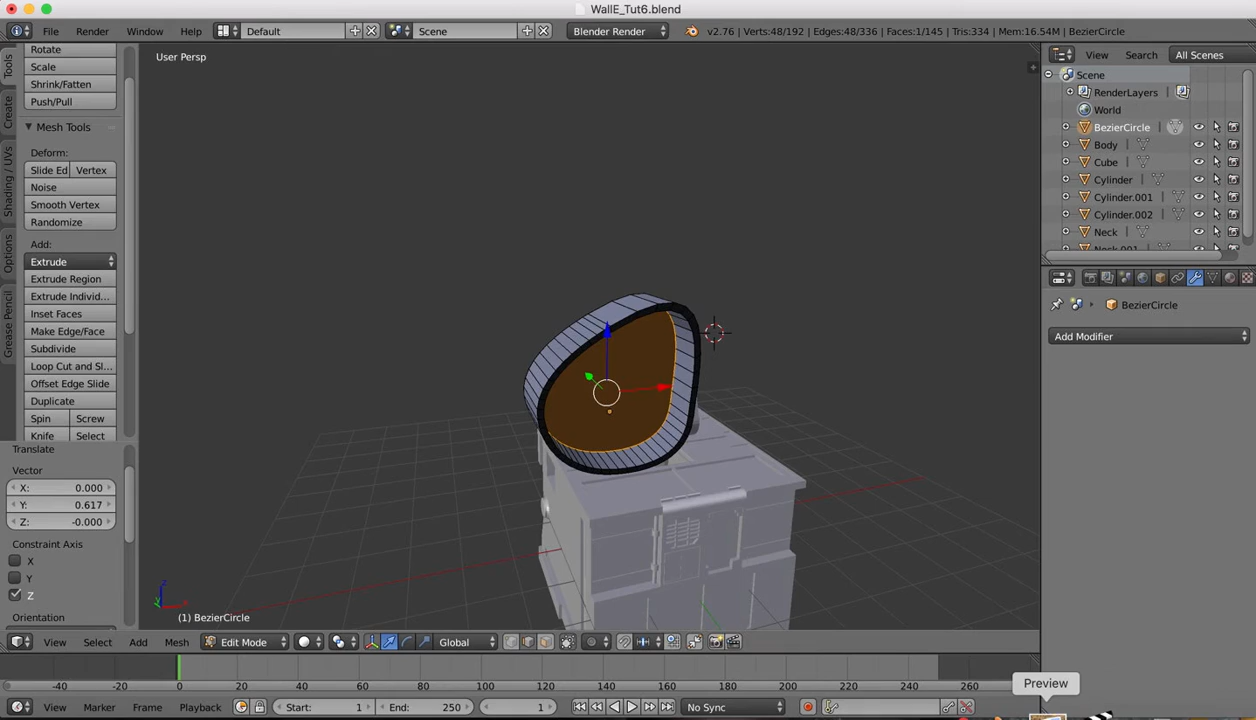 WallE_Tut6.blend
File Render Window Help Default Scene Blender Render v2.76 | Verts:48/192 | Edges:48/336 | Faces:1/145 | Tris:334 | Mem:16.54M | BezierCircle
Tools
Create
Shading / UVs
Options
Grease Pencil
Rotate
Scale
Shrink/Fatten
Push/Pull
Mesh Tools
Deform:
Slide Ed Vertex
Noise
Smooth Vertex
Randomize
Add:
Extrude
Extrude Region
Extrude Individ...
Inset Faces
Make Edge/Face
Subdivide
Loop Cut and Sl...
Offset Edge Slide
Duplicate
Spin Screw
Knife Select
Translate
Vector
X: 0.000
Y: 0.617
Z: -0.000
Constraint Axis
X
Y
Z
Orientation
User Persp
(1) BezierCircle
View Search All Scenes
Scene
RenderLayers
World
BezierCircle
Body
Cube
Cylinder
Cylinder.001
Cylinder.002
Neck
Neck.001
BezierCircle
Add Modifier
View Select Add Mesh Edit Mode Global
-40 -20 0 20 40 60 80 100 120 140 160 180 200 220 240 260
Preview
View Marker Frame Playback Start: 1 End: 250 1 No Sync